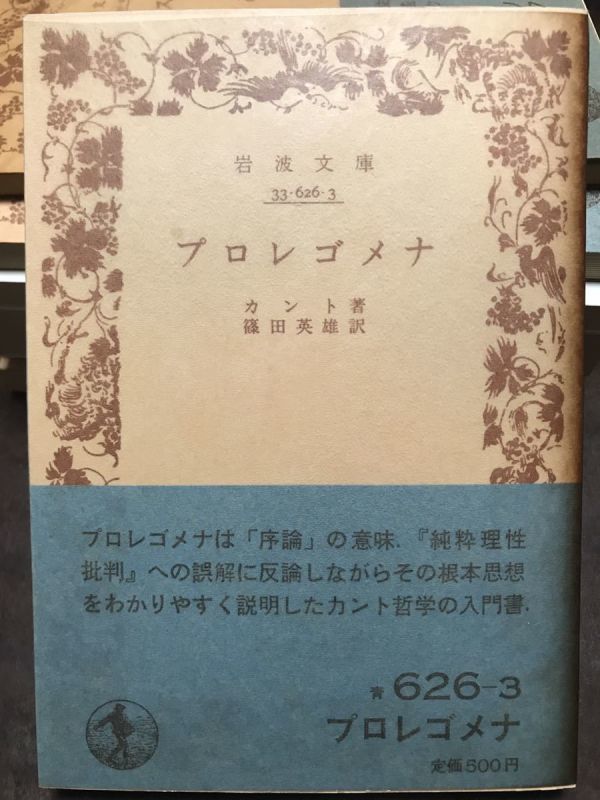 岩波文庫
33-626-3
プロレゴメナ
カント著
篠田英雄訳
プロレゴメナは「序論」の意味．『純粋理性
批判』への誤解に反論しながらその根本思想
をわかりやすく説明したカント哲学の入門書．
青 626-3
プロレゴメナ
定価500円